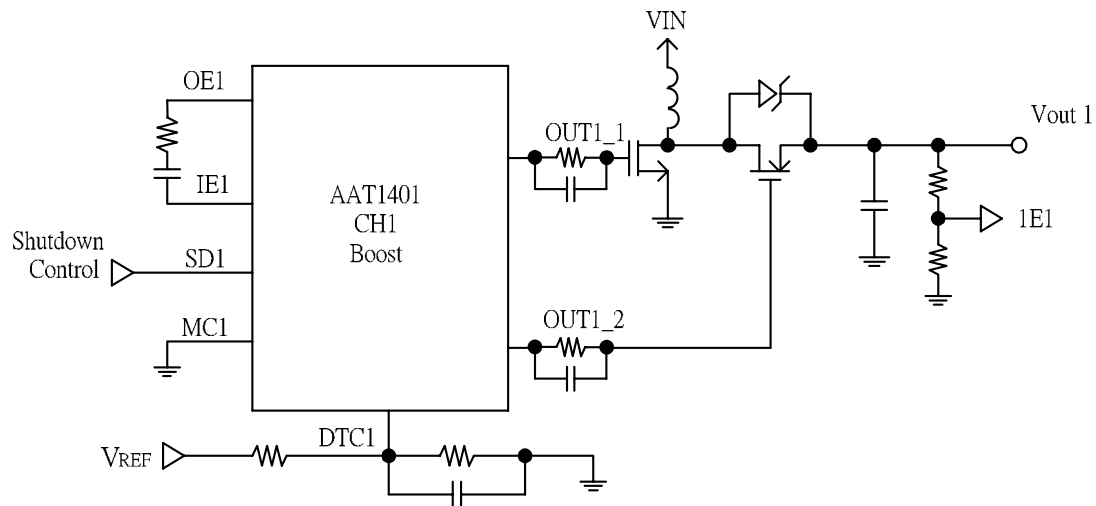 VIN
OE1
Vout 1
OUT1_1
IE1
AAT1401
CH1
Boost
1E1
Shutdown
Control
SD1
MC1
OUT1_2
DTC1
VREF